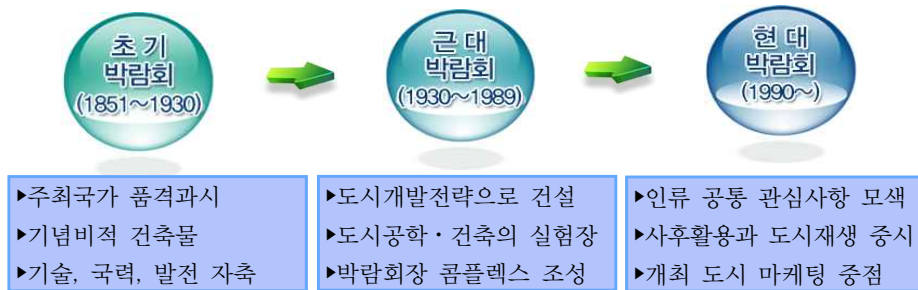 초 기
박람회
(1851~1930)
근 대
박람회
(1930~1989)
현 대
박람회
(1990~)
▶주최국가 품격과시
▶기념비적 건축물
▶기술, 국력, 발전 자축
▶도시개발전략으로 건설
▶도시공학·건축의 실험장
▶박람회장 콤플렉스 조성
▶인류 공통 관심사항 모색
▶사후활용과 도시재생 중시
▶개최 도시 마케팅 중점